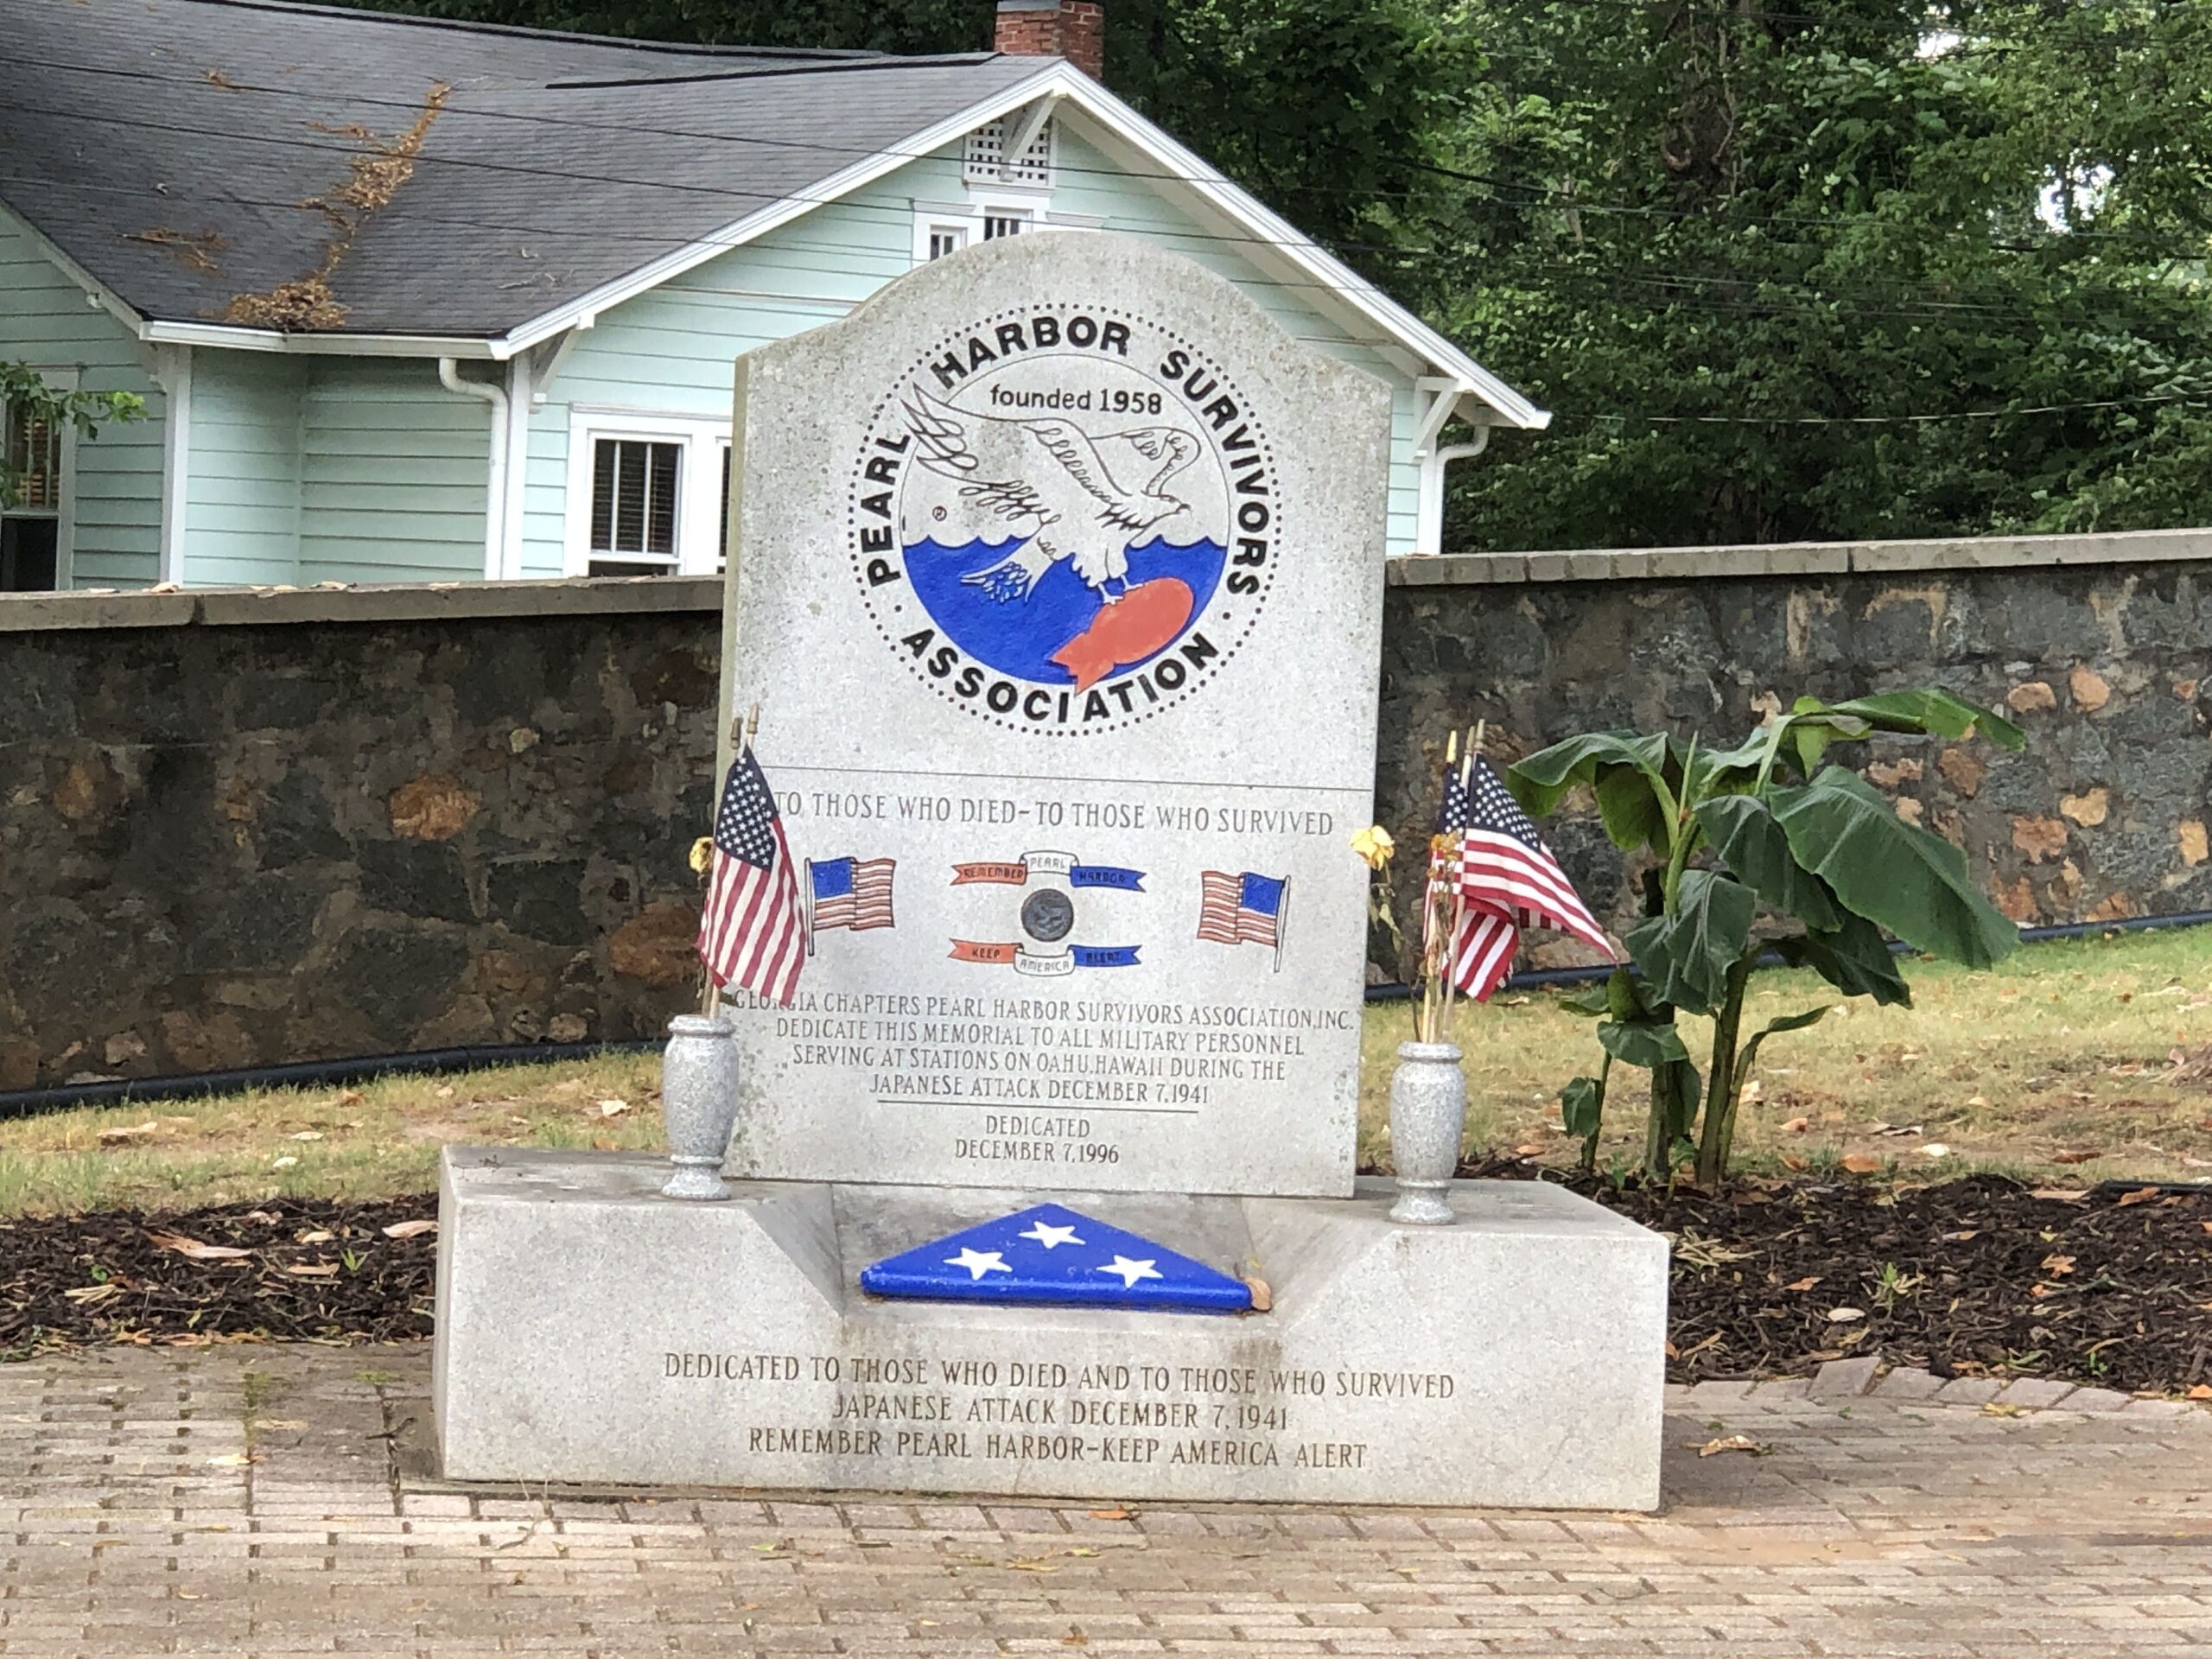 PEARL HARBOR SURVIVORS
founded 1958
®
· ASSOCIATION ·
TO THOSE WHO DIED-TO THOSE WHO SURVIVED
REMEMBER PEARL HARBOR
KEEP AMERICA ALERT
GEORGIA CHAPTERS PEARL HARBOR SURVIVORS ASSOCIATION,INC.
DEDICATE THIS MEMORIAL TO ALL MILITARY PERSONNEL
SERVING AT STATIONS ON OAHU,HAWAII DURING THE
JAPANESE ATTACK DECEMBER 7,1941
DEDICATED
DECEMBER 7,1996
DEDICATED TO THOSE WHO DIED AND TO THOSE WHO SURVIVED
JAPANESE ATTACK DECEMBER 7,1941
REMEMBER PEARL HARBOR-KEEP AMERICA ALERT